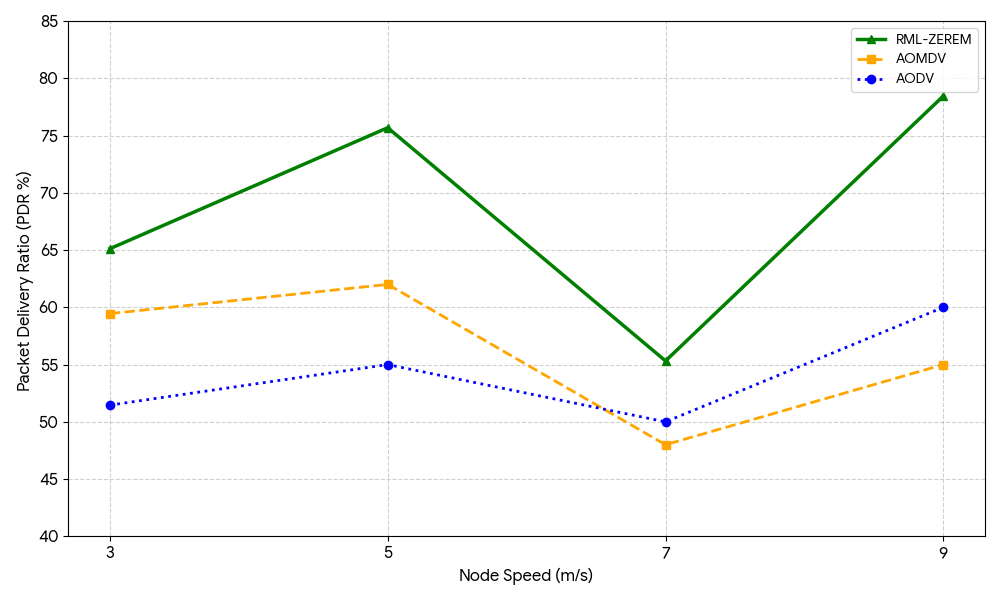 85
80
75
70
65
60
55
50
45
40
Packet Delivery Ratio (PDR %)
RML-ZEREM
AOMDV
AODV
3 5 7 9
Node Speed (m/s)